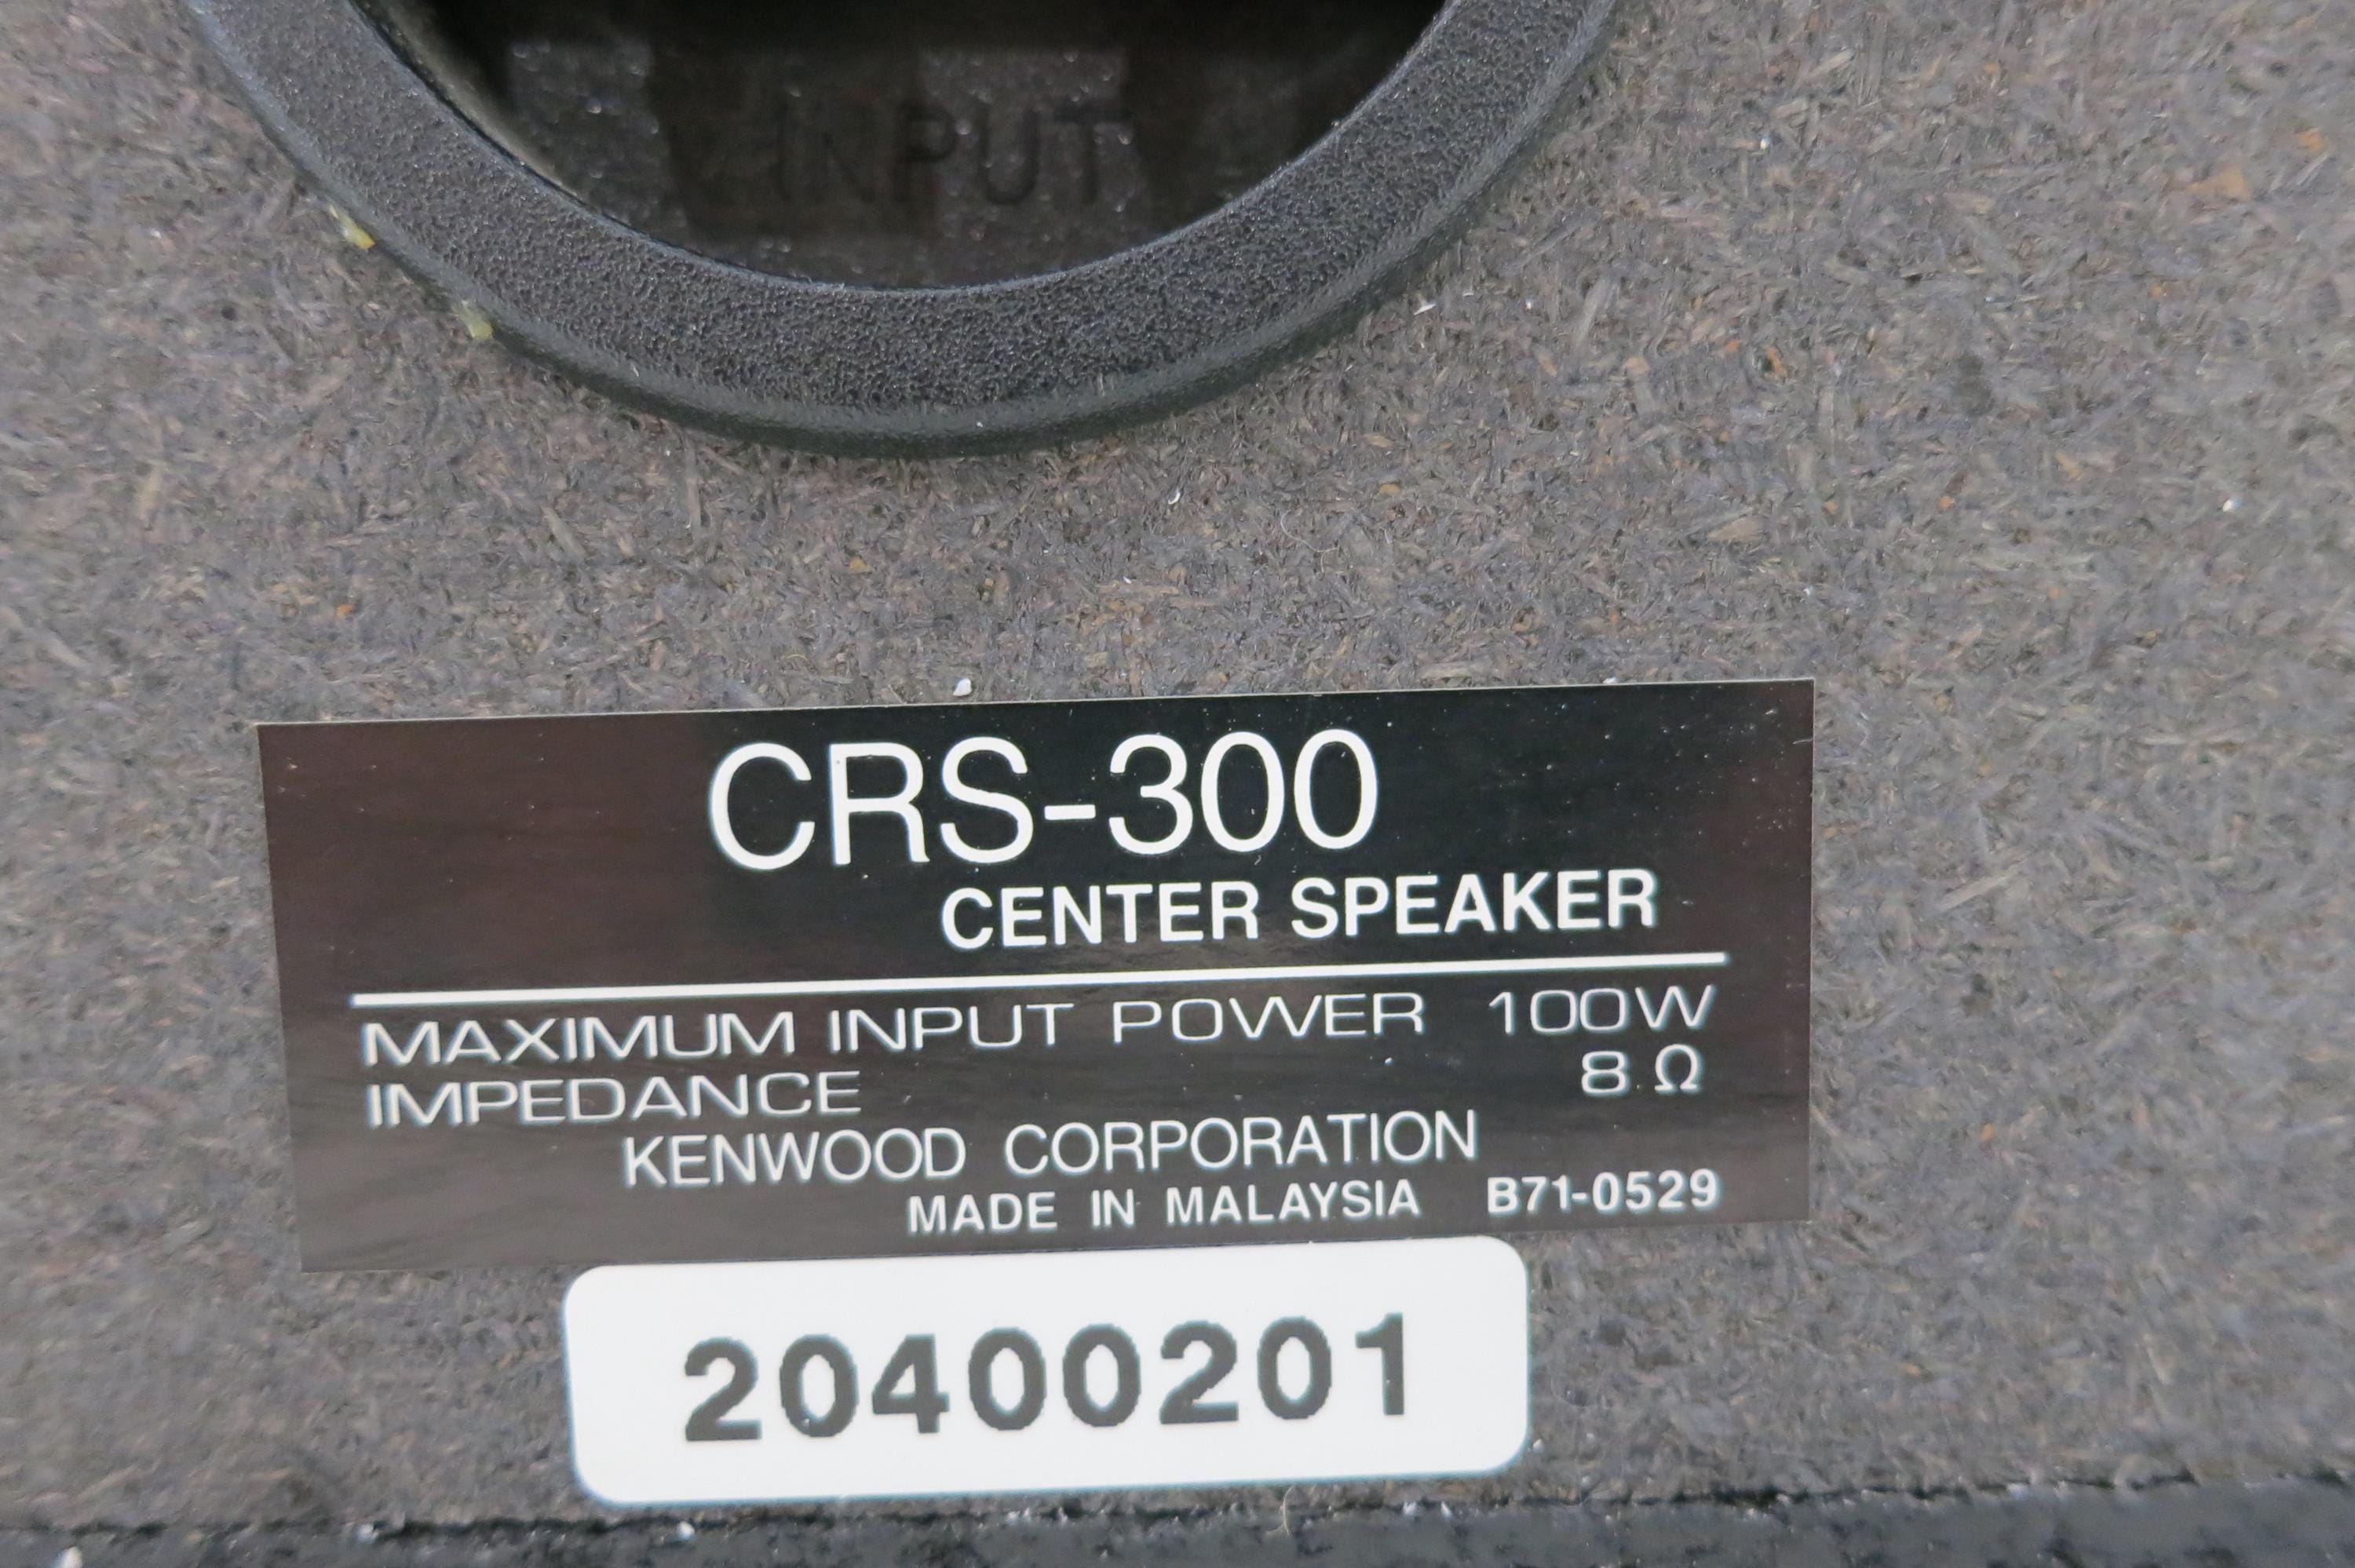 INPUT
CRS-300
CENTER SPEAKER
MAXIMUM INPUT POWER 100W
IMPEDANCE 8 Ω
KENWOOD CORPORATION
MADE IN MALAYSIA B71-0529
20400201